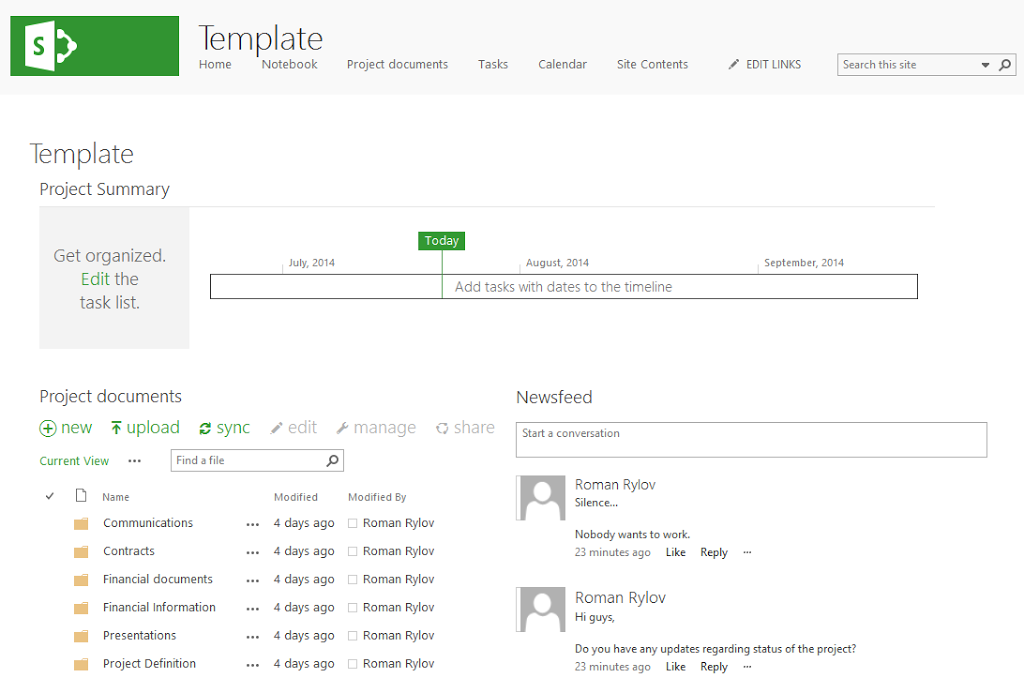 S
Template
Home Notebook Project documents Tasks Calendar Site Contents EDIT LINKS
Search this site
Template
Project Summary
Get organized.
Edit the
task list.
Today
July, 2014 August, 2014 September, 2014
Add tasks with dates to the timeline
Project documents
new upload sync edit manage share
Current View ...
Find a file
Name Modified Modified By
Communications ... 4 days ago Roman Rylov
Contracts ... 4 days ago Roman Rylov
Financial documents ... 4 days ago Roman Rylov
Financial Information ... 4 days ago Roman Rylov
Presentations ... 4 days ago Roman Rylov
Project Definition ... 4 days ago Roman Rylov
Newsfeed
Start a conversation
Roman Rylov
Silence...
Nobody wants to work.
23 minutes ago Like Reply ...
Roman Rylov
Hi guys,
Do you have any updates regarding status of the project?
23 minutes ago Like Reply ...